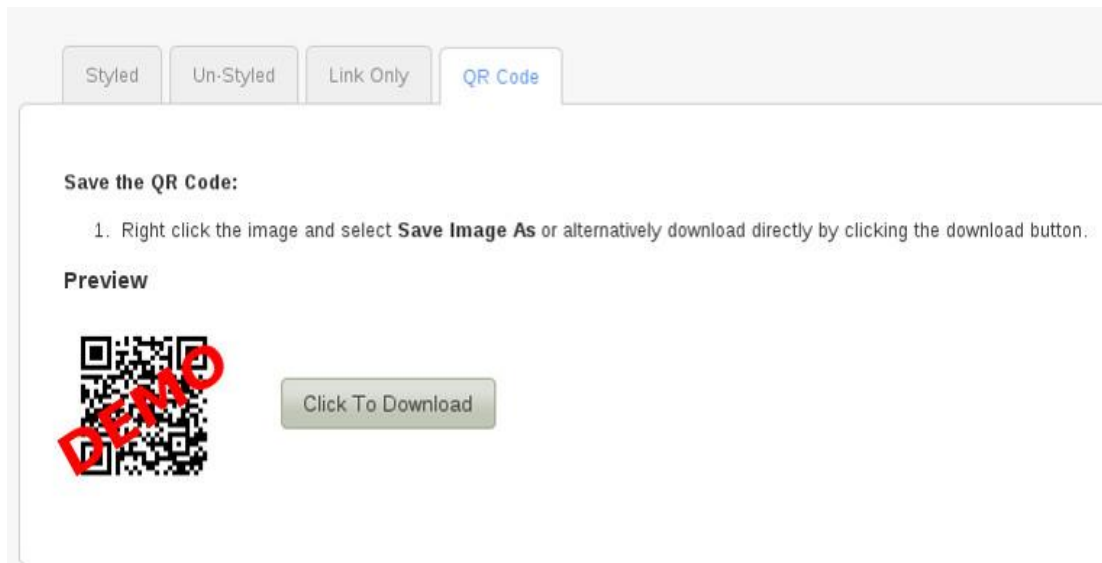 Styled Un-Styled Link Only QR Code
Save the QR Code:
1. Right click the image and select Save Image As or alternatively download directly by clicking the download button.
Preview
DEMO
Click To Download